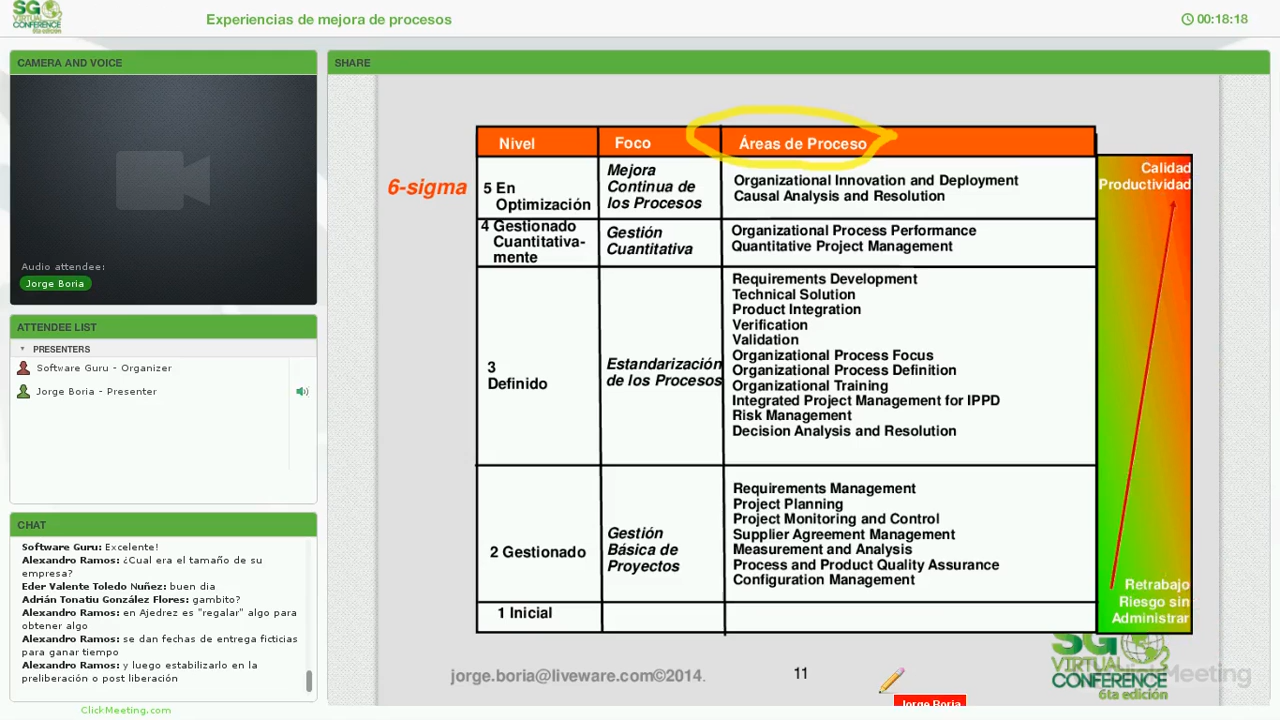 SG
VIRTUAL
CONFERENCE
6ta edición
Experiencias de mejora de procesos
00:18:18
CAMERA AND VOICE
Audio attendee:
Jorge Boria
ATTENDEE LIST
PRESENTERS
Software Guru - Organizer
Jorge Boria - Presenter
CHAT
Software Guru: Excelente!
Alexandro Ramos: ¿Cual era el tamaño de su
empresa?
Eder Valente Toledo Nuñez: buen dia
Adrián Tonatiu González Flores: gambito?
Alexandro Ramos: en Ajedrez es "regalar" algo para
obtener algo
Alexandro Ramos: se dan fechas de entrega ficticias
para ganar tiempo
Alexandro Ramos: y luego estabilizarlo en la
preliberación o post liberación
ClickMeeting.com
SHARE
Nivel Foco Áreas de Proceso
6-sigma
5 En
Optimización
Mejora
Continua de
los Procesos
Organizational Innovation and Deployment
Causal Analysis and Resolution
4 Gestionado
Cuantitativa-
mente
Gestión
Cuantitativa
Organizational Process Performance
Quantitative Project Management
3
Definido
Estandarización
de los Procesos
Requirements Development
Technical Solution
Product Integration
Verification
Validation
Organizational Process Focus
Organizational Process Definition
Organizational Training
Integrated Project Management for IPPD
Risk Management
Decision Analysis and Resolution
2 Gestionado
Gestión
Básica de
Proyectos
Requirements Management
Project Planning
Project Monitoring and Control
Supplier Agreement Management
Measurement and Analysis
Process and Product Quality Assurance
Configuration Management
1 Inicial
Calidad
Productividad
Retrabajo
Riesgo sin
Administrar
jorge.boria@liveware.com©2014.
11
Jorge Boria
SG
VIRTUAL
CONFERENCE
6ta edición
ClickMeeting